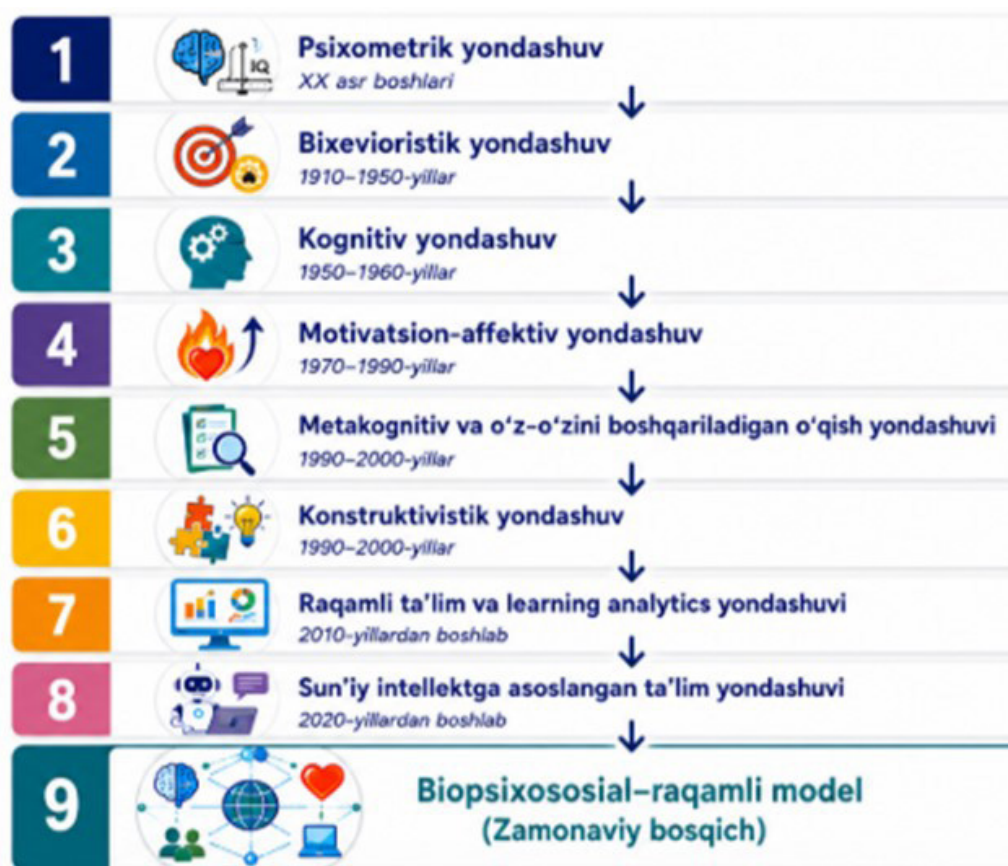 1
IQ
Psixometrik yondashuv
XX asr boshlari
2
Bixevioristik yondashuv
1910–1950-yillar
3
Kognitiv yondashuv
1950–1960-yillar
4
Motivatsion-affektiv yondashuv
1970–1990-yillar
5
Metakognitiv va o‘z-o‘zini boshqariladigan o‘qish yondashuvi
1990–2000-yillar
6
Konstruktivistik yondashuv
1990–2000-yillar
7
Raqamli ta’lim va learning analytics yondashuvi
2010-yillardan boshlab
8
Sun’iy intellektga asoslangan ta’lim yondashuvi
2020-yillardan boshlab
9
Biopsixososial–raqamli model
(Zamonaviy bosqich)